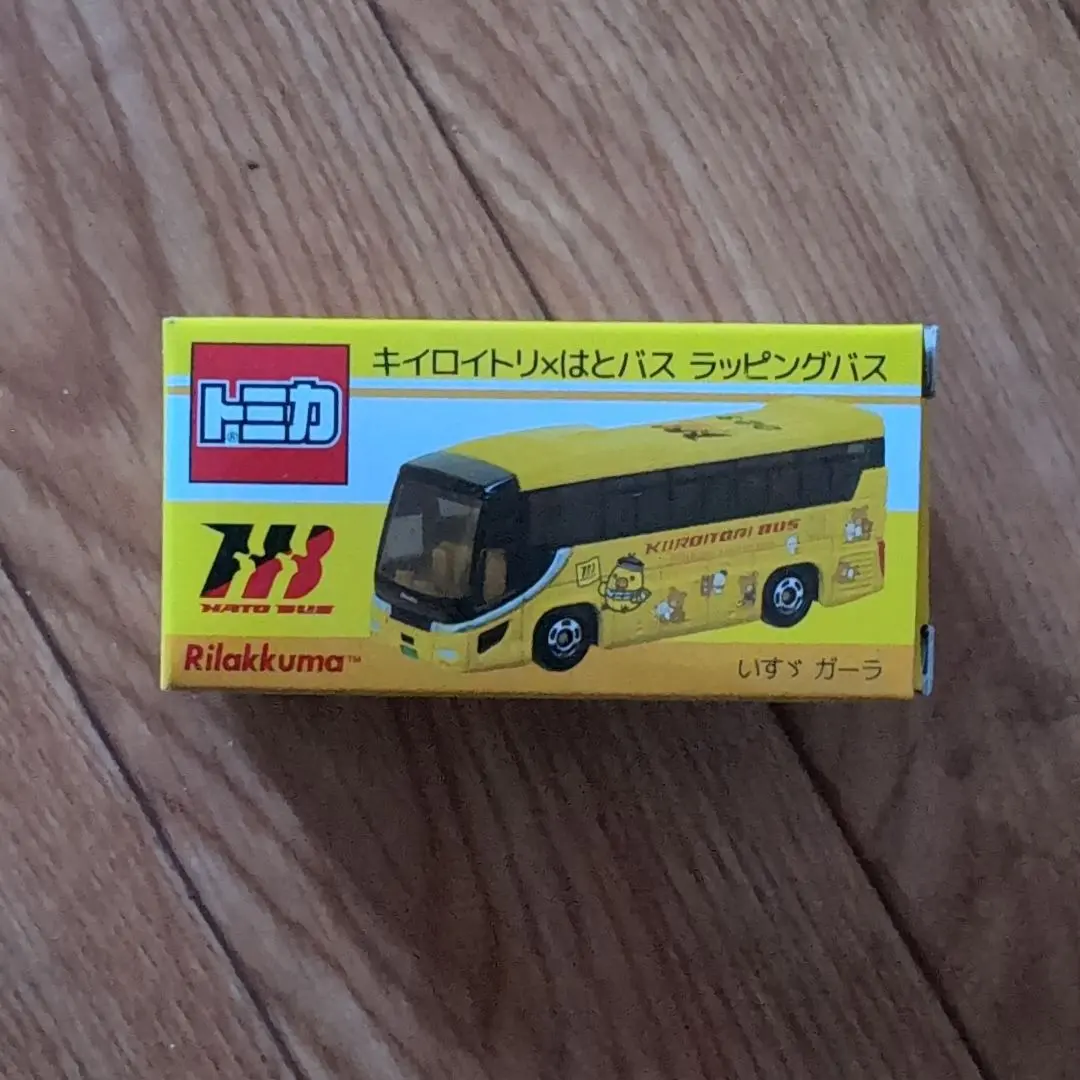 キイロイトリ×はとバス ラッピングバス
トミカ®
KIIROITORI BUS
HATO BUS
Rilakkuma™
いすゞ ガーラ